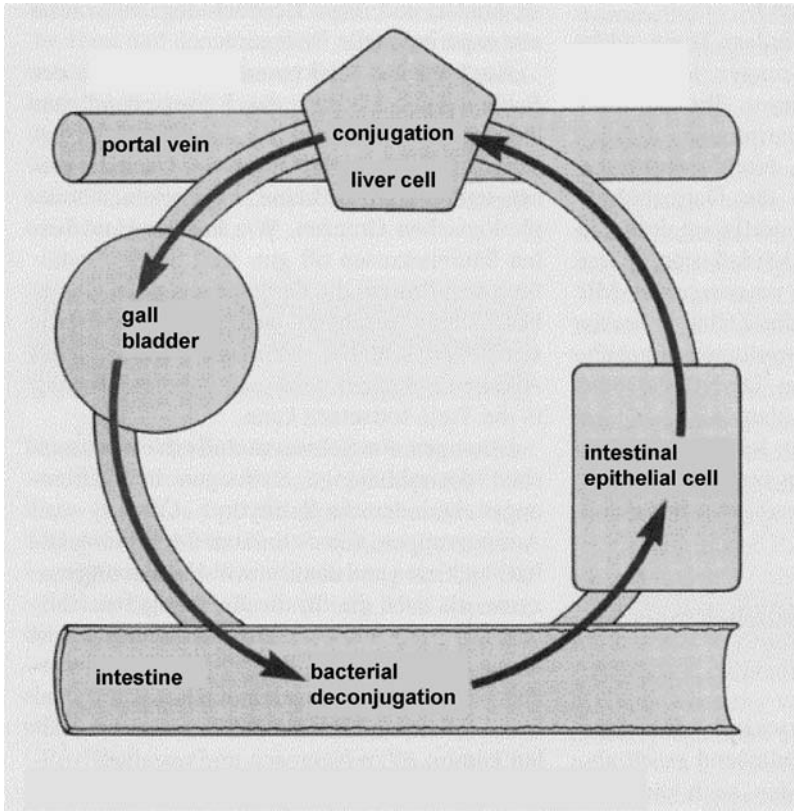 portal vein
conjugation
liver cell
gall
bladder
intestinal
epithelial cell
intestine
bacterial
deconjugation